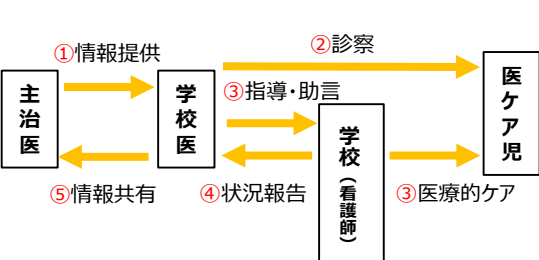 ①情報提供
②診察
主治医
学校医
③指導・助言
医ケア児
学校(看護師)
⑤情報共有
④状況報告
③医療的ケア